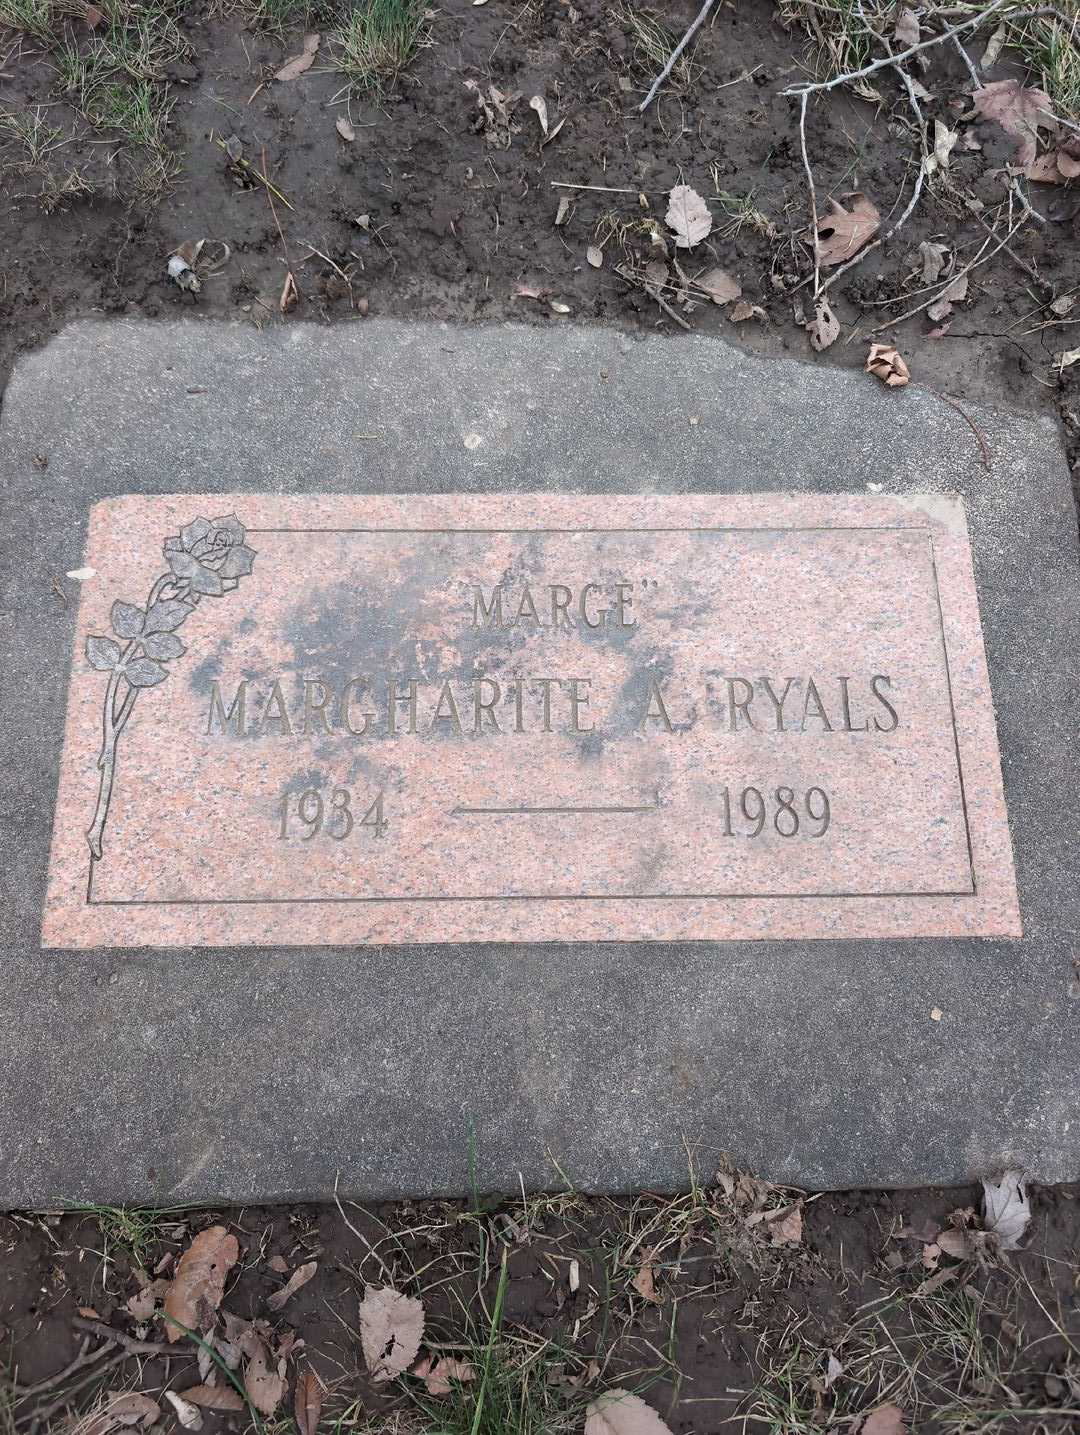 "MARGE"
MARGHARITE A. RYALS
1934 — 1989